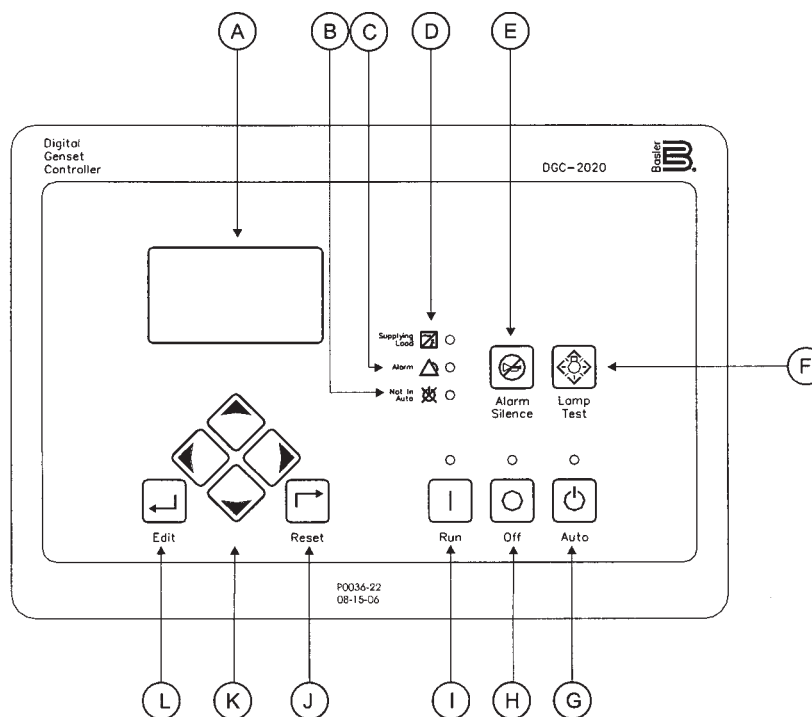 A
B
C
D
E
Digital
Genset
Controller
DGC-2020
Basler
B
Supplying
Load
Alarm
Not In
Auto
Alarm
Silence
Lamp
Test
F
Edit
Reset
Run
Off
Auto
P0036-22
08-15-06
L
K
J
I
H
G